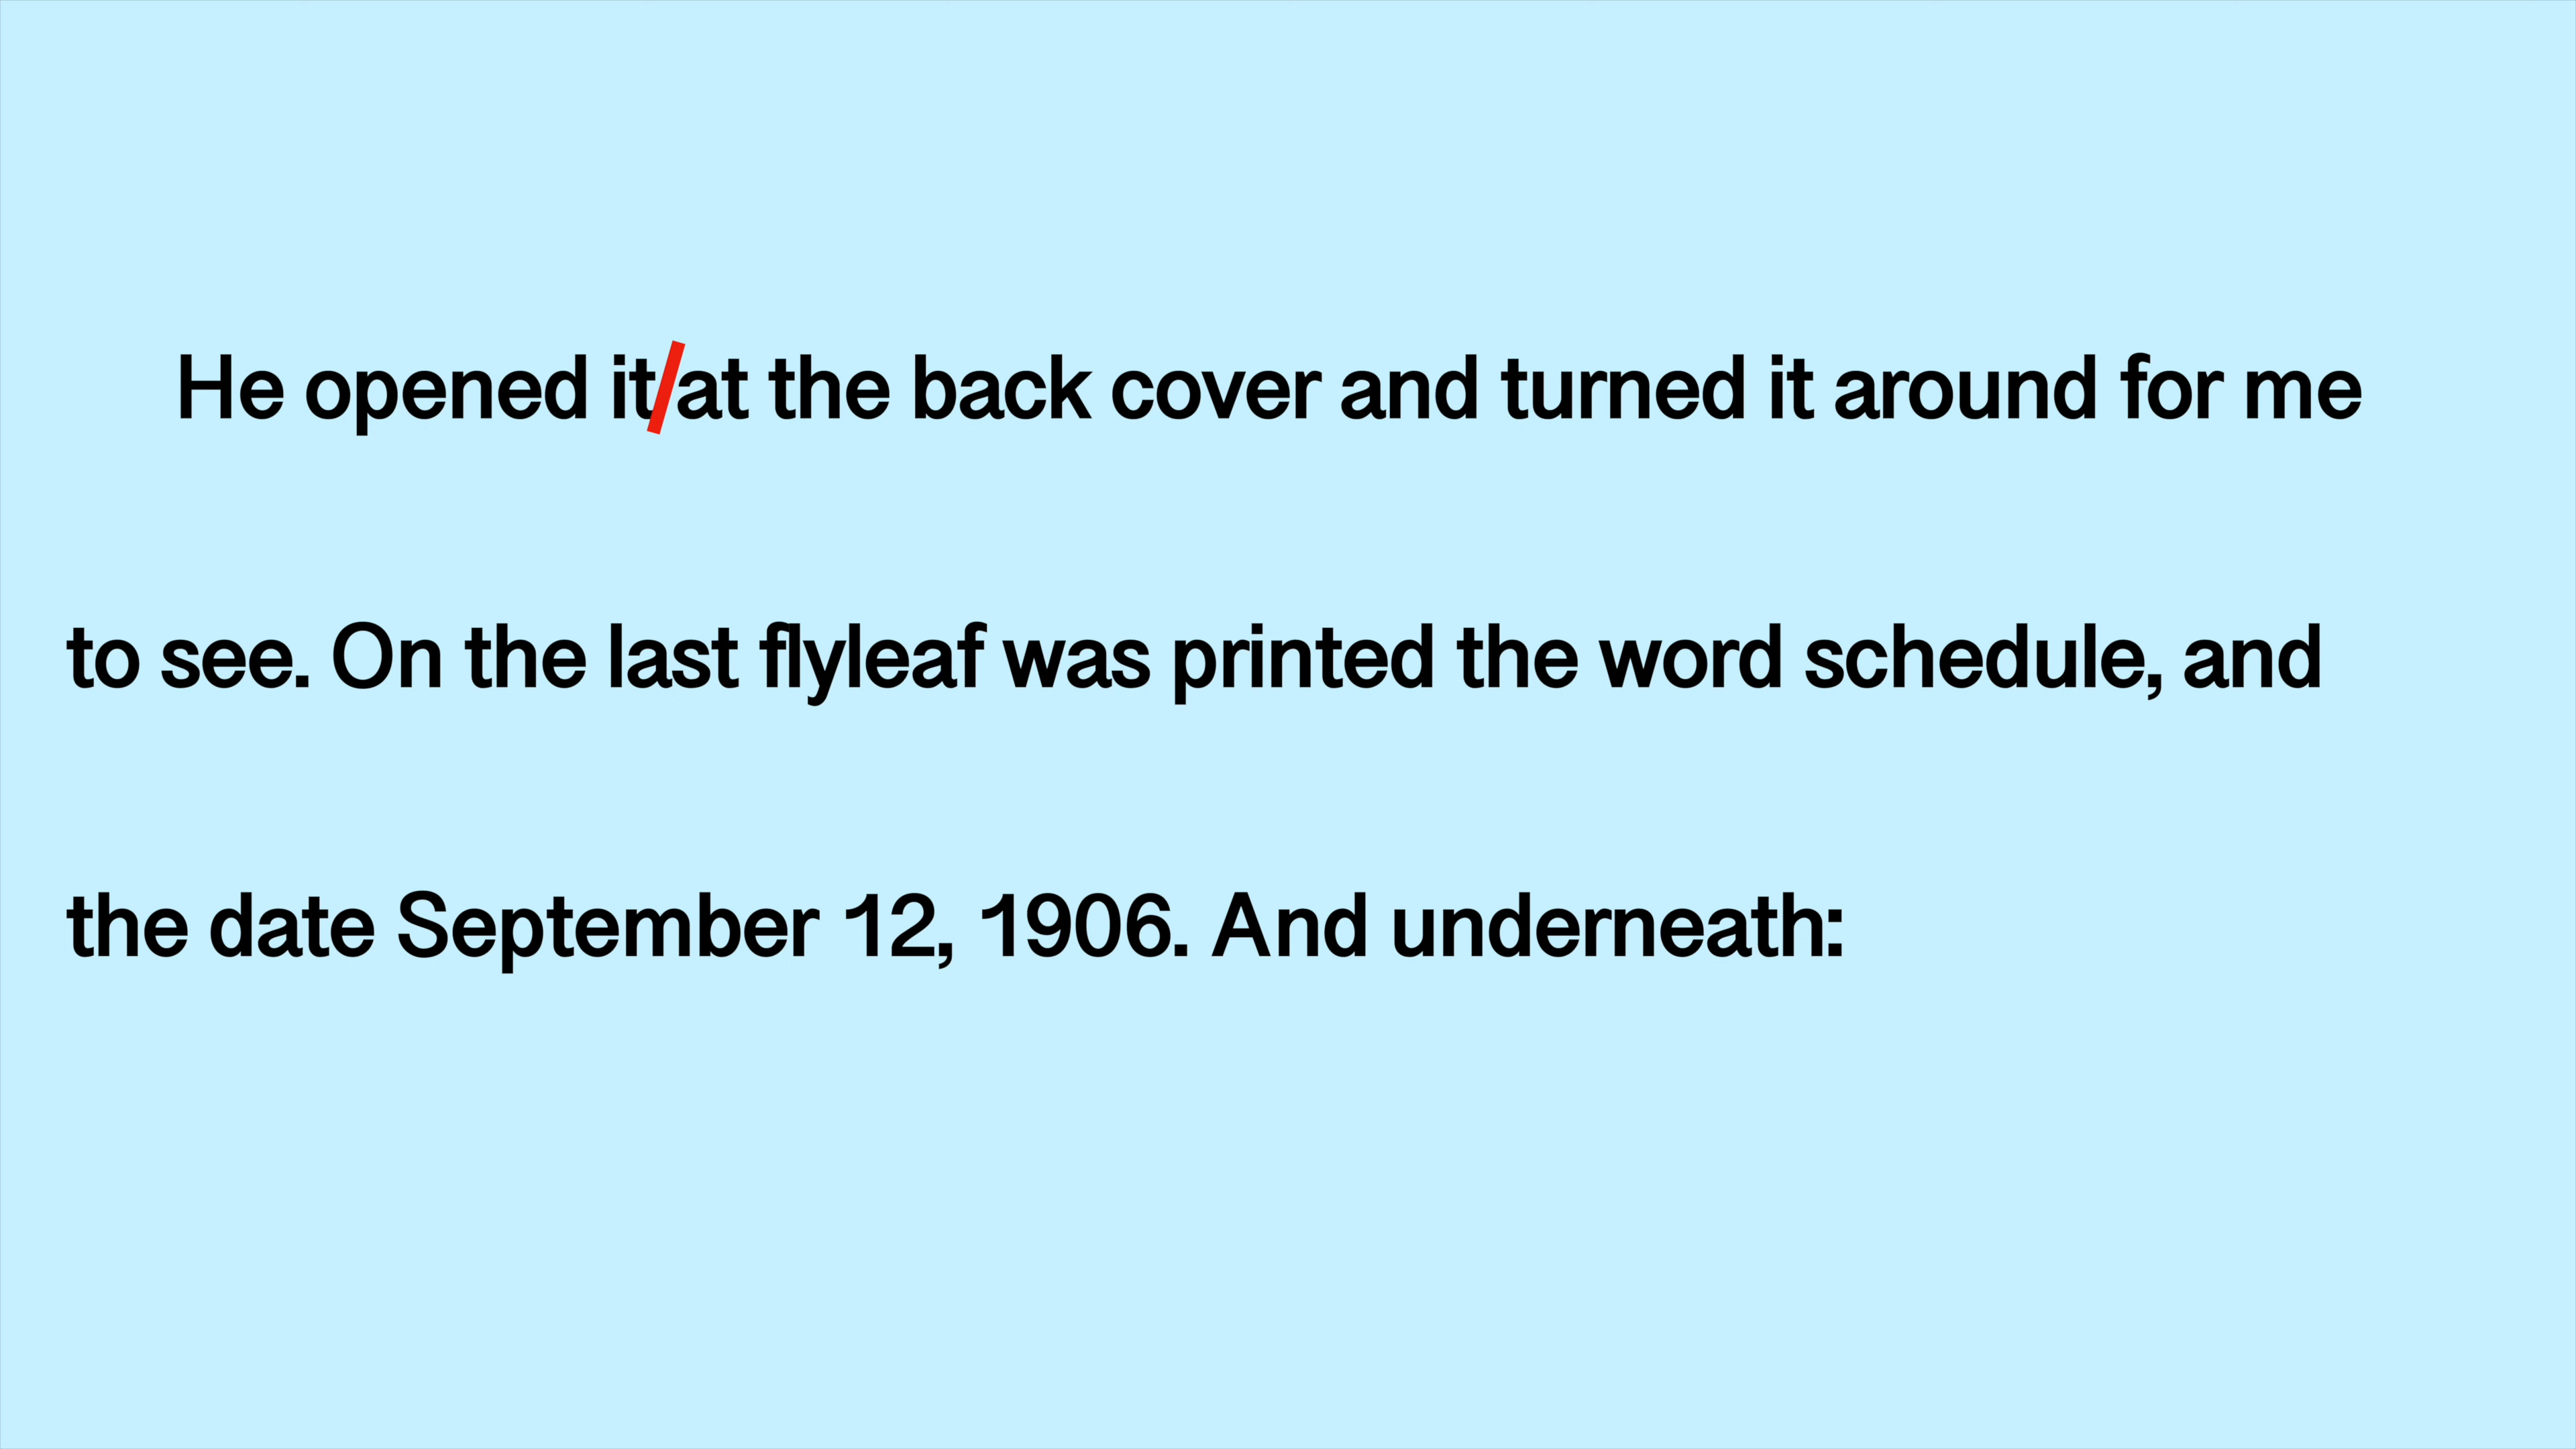 He opened it/at the back cover and turned it around for me
to see. On the last flyleaf was printed the word schedule, and
the date September 12, 1906. And underneath: